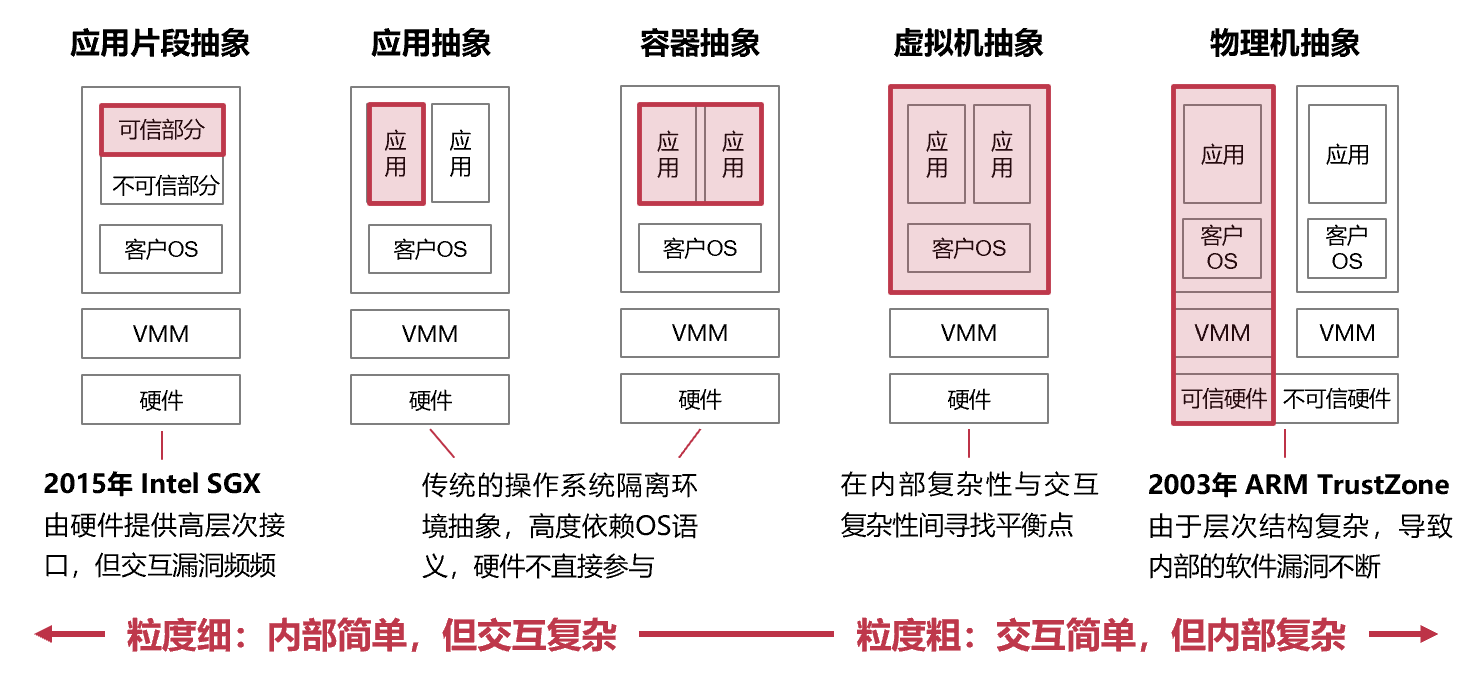 应用片段抽象
可信部分
不可信部分
客户OS
VMM
硬件
2015年 Intel SGX
由硬件提供高层次接
口，但交互漏洞频频
应用抽象
应
用
应
用
客户OS
VMM
硬件
容器抽象
应
用
应
用
客户OS
VMM
硬件
传统的操作系统隔离环
境抽象，高度依赖OS语
义，硬件不直接参与
虚拟机抽象
应
用
应
用
客户OS
VMM
硬件
在内部复杂性与交互
复杂性间寻找平衡点
物理机抽象
应用
客户
OS
VMM
可信硬件
应用
客户
OS
VMM
不可信硬件
2003年 ARM TrustZone
由于层次结构复杂，导致
内部的软件漏洞不断
粒度细：内部简单，但交互复杂
粒度粗：交互简单，但内部复杂